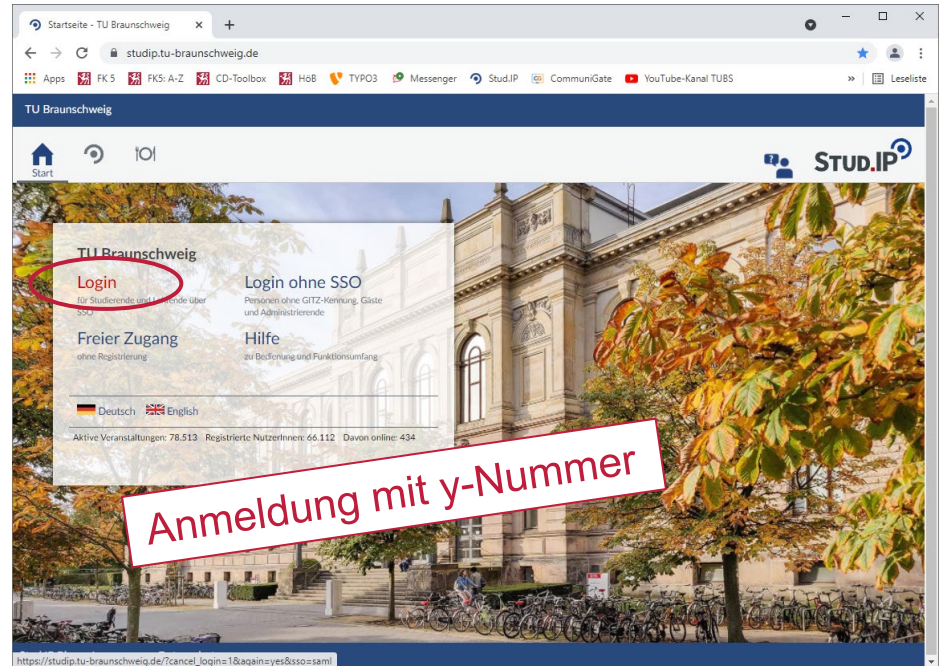 Startseite - TU Braunschweig
studip.tu-braunschweig.de
Apps FK 5 FK5: A-Z CD-Toolbox HöB TYPO3 Messenger Stud.IP CommuniGate YouTube-Kanal TUBS » Leseliste
TU Braunschweig
Start
STUD.IP
TU Braunschweig
Login Login ohne SSO
für Studierende und Lehrende über Personen ohne GITZ-Kennung, Gäste
SSO und Administrierende
Freier Zugang Hilfe
ohne Registrierung zu Bedienung und Funktionsumfang
Deutsch English
Aktive Veranstaltungen: 78.513 Registrierte NutzerInnen: 66.112 Davon online: 434
Anmeldung mit y-Nummer
https://studip.tu-braunschweig.de/?cancel_login=1&again=yes&sso=saml